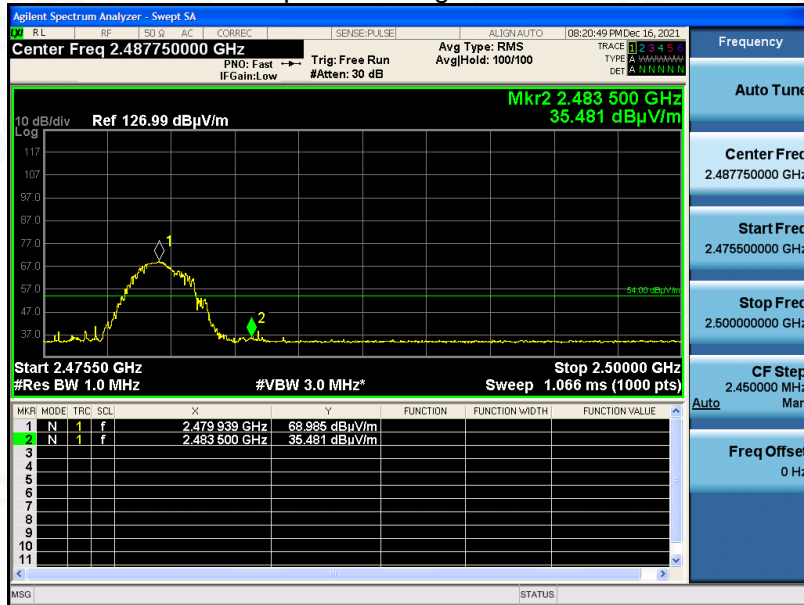 Agilent Spectrum Analyzer - Swept SA
LXI RL RF 50 Ω AC CORREC SENSE:PULSE ALIGN AUTO 08:20:49 PM Dec 16, 2021
Center Freq 2.487750000 GHz
PNO: Fast
IFGain:Low
Trig: Free Run
#Atten: 30 dB
Avg Type: RMS
Avg|Hold: 100/100
TRACE 1 2 3 4 5 6
TYPE A WWWWW
DET A N N N N N
Mkr2 2.483 500 GHz
35.481 dBµV/m
10 dB/div Ref 126.99 dBµV/m
Log
117
107
97.0
87.0
77.0
67.0
57.0
47.0
37.0
1
2
54.00 dBµV/m
Start 2.47550 GHz Stop 2.50000 GHz
#Res BW 1.0 MHz #VBW 3.0 MHz* Sweep 1.066 ms (1000 pts)
MKR MODE TRC SCL X Y FUNCTION FUNCTION WIDTH FUNCTION VALUE
1 N 1 f 2.479 939 GHz 68.985 dBµV/m
2 N 1 f 2.483 500 GHz 35.481 dBµV/m
3
4
5
6
7
8
9
10
11
MSG STATUS
Frequency
Auto Tune
Center Freq
2.487750000 GHz
Start Freq
2.475500000 GHz
Stop Freq
2.500000000 GHz
CF Step
2.450000 MHz
Auto Man
Freq Offset
0 Hz